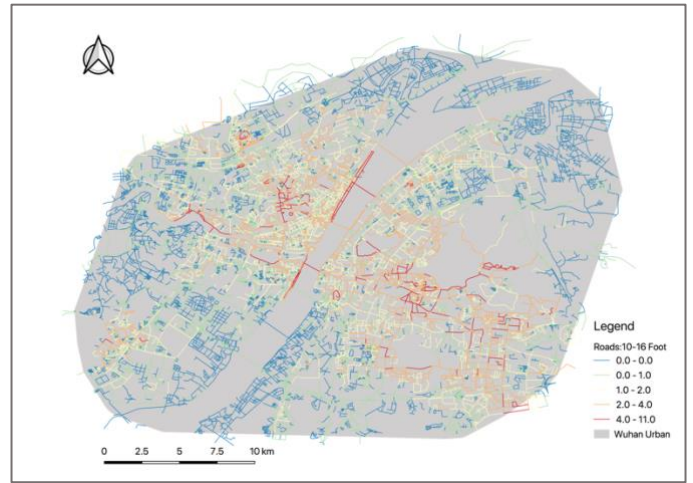 Legend
Roads:10-16 Foot
0.0 - 0.0
0.0 - 1.0
1.0 - 2.0
2.0 - 4.0
4.0 - 11.0
Wuhan Urban
0 2.5 5 7.5 10 km